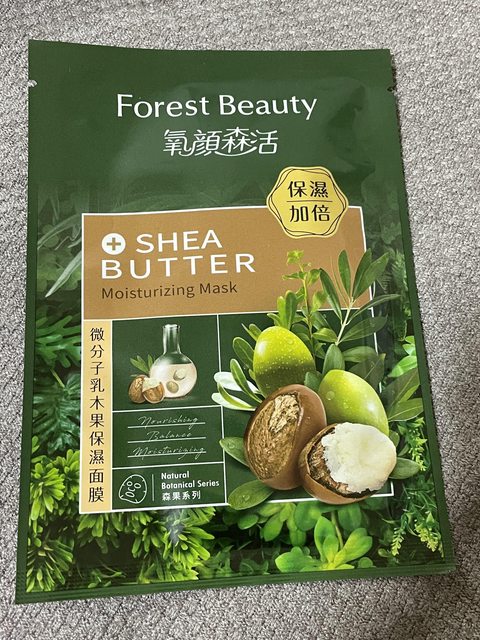 Forest Beauty
氧顏森活
保濕
加倍
SHEA
BUTTER
Moisturizing Mask
微分子乳木果保濕面膜
Nourishing
Balance
Moisturizing
Natural
Botanical Series
森果系列